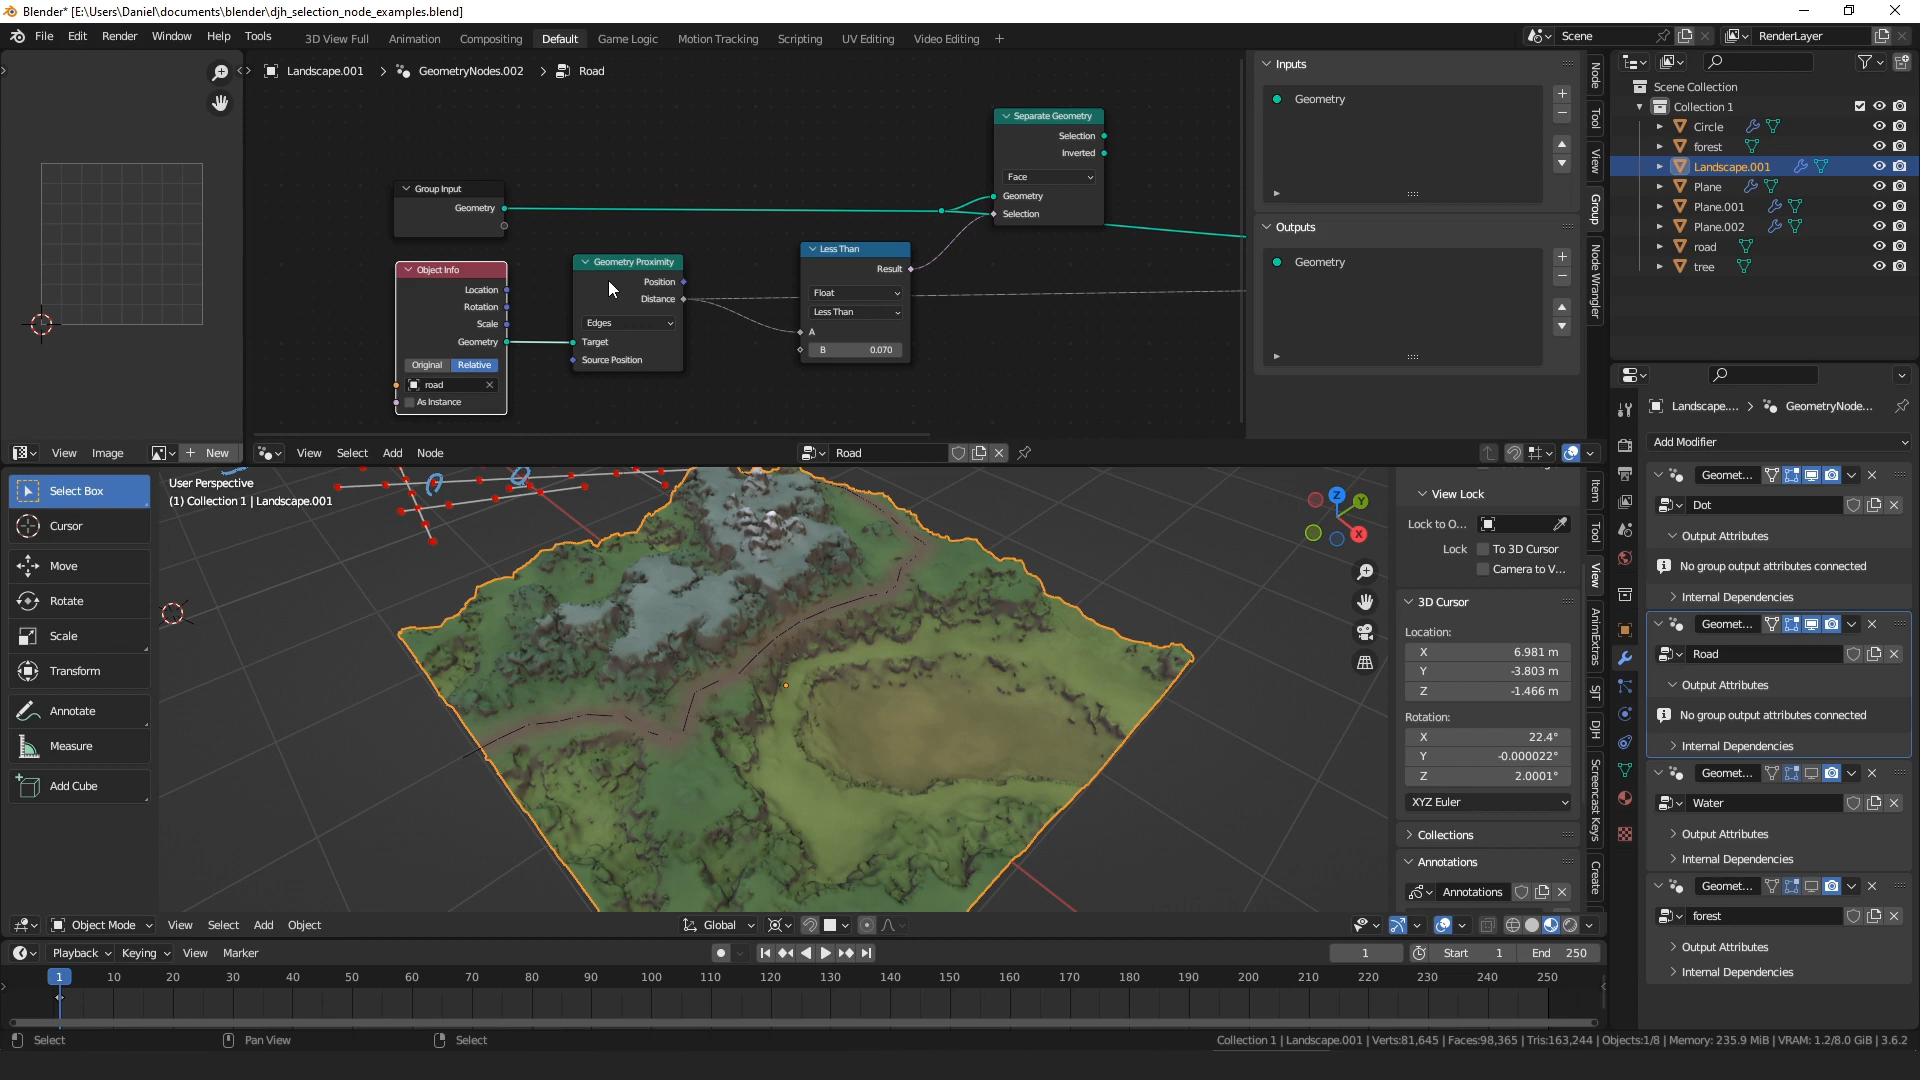 Blender* [E:\Users\Daniel\documents\blender\djh_selection_node_examples.blend]
File Edit Render Window Help Tools
3D View Full Animation Compositing Default Game Logic Motion Tracking Scripting UV Editing Video Editing +
Scene
RenderLayer
Landscape.001 > GeometryNodes.002 > Road
Group Input
Geometry
Object Info
Location
Rotation
Scale
Geometry
Original Relative
road
As Instance
Geometry Proximity
Position
Distance
Edges
Target
Source Position
Less Than
Result
Float
Less Than
A
B 0.070
Separate Geometry
Selection
Inverted
Face
Geometry
Selection
Inputs
Geometry
Outputs
Geometry
Node
Tool
View
Group
Node Wrangler
Scene Collection
Collection 1
Circle
forest
Landscape.001
Plane
Plane.001
Plane.002
road
tree
View Image + New
View Select Add Node
Road
Select Box
Cursor
Move
Rotate
Scale
Transform
Annotate
Measure
Add Cube
User Perspective
(1) Collection 1 | Landscape.001
Z
Y
X
View Lock
Lock to O...
Lock To 3D Cursor
Camera to V...
3D Cursor
Location:
X 6.981 m
Y -3.803 m
Z -1.466 m
Rotation:
X 22.4°
Y -0.000022°
Z 2.0001°
XYZ Euler
Collections
Annotations
Annotations
Item
Tool
View
AnimExtras
SJT
DJH
Screencast Keys
Create
Landscape.... > GeometryNode...
Add Modifier
Geomet...
Dot
Output Attributes
No group output attributes connected
Internal Dependencies
Geomet...
Road
Output Attributes
No group output attributes connected
Internal Dependencies
Geomet...
Water
Output Attributes
Internal Dependencies
Geomet...
forest
Output Attributes
Internal Dependencies
Object Mode View Select Add Object
Global
Playback Keying View Marker
1 Start 1 End 250
1 10 20 30 40 50 60 70 80 90 100 110 120 130 140 150 160 170 180 190 200 210 220 230 240 250
Select Pan View Select
Collection 1 | Landscape.001 | Verts:81,645 | Faces:98,365 | Tris:163,244 | Objects:1/8 | Memory: 235.9 MiB | VRAM: 1.2/8.0 GiB | 3.6.2